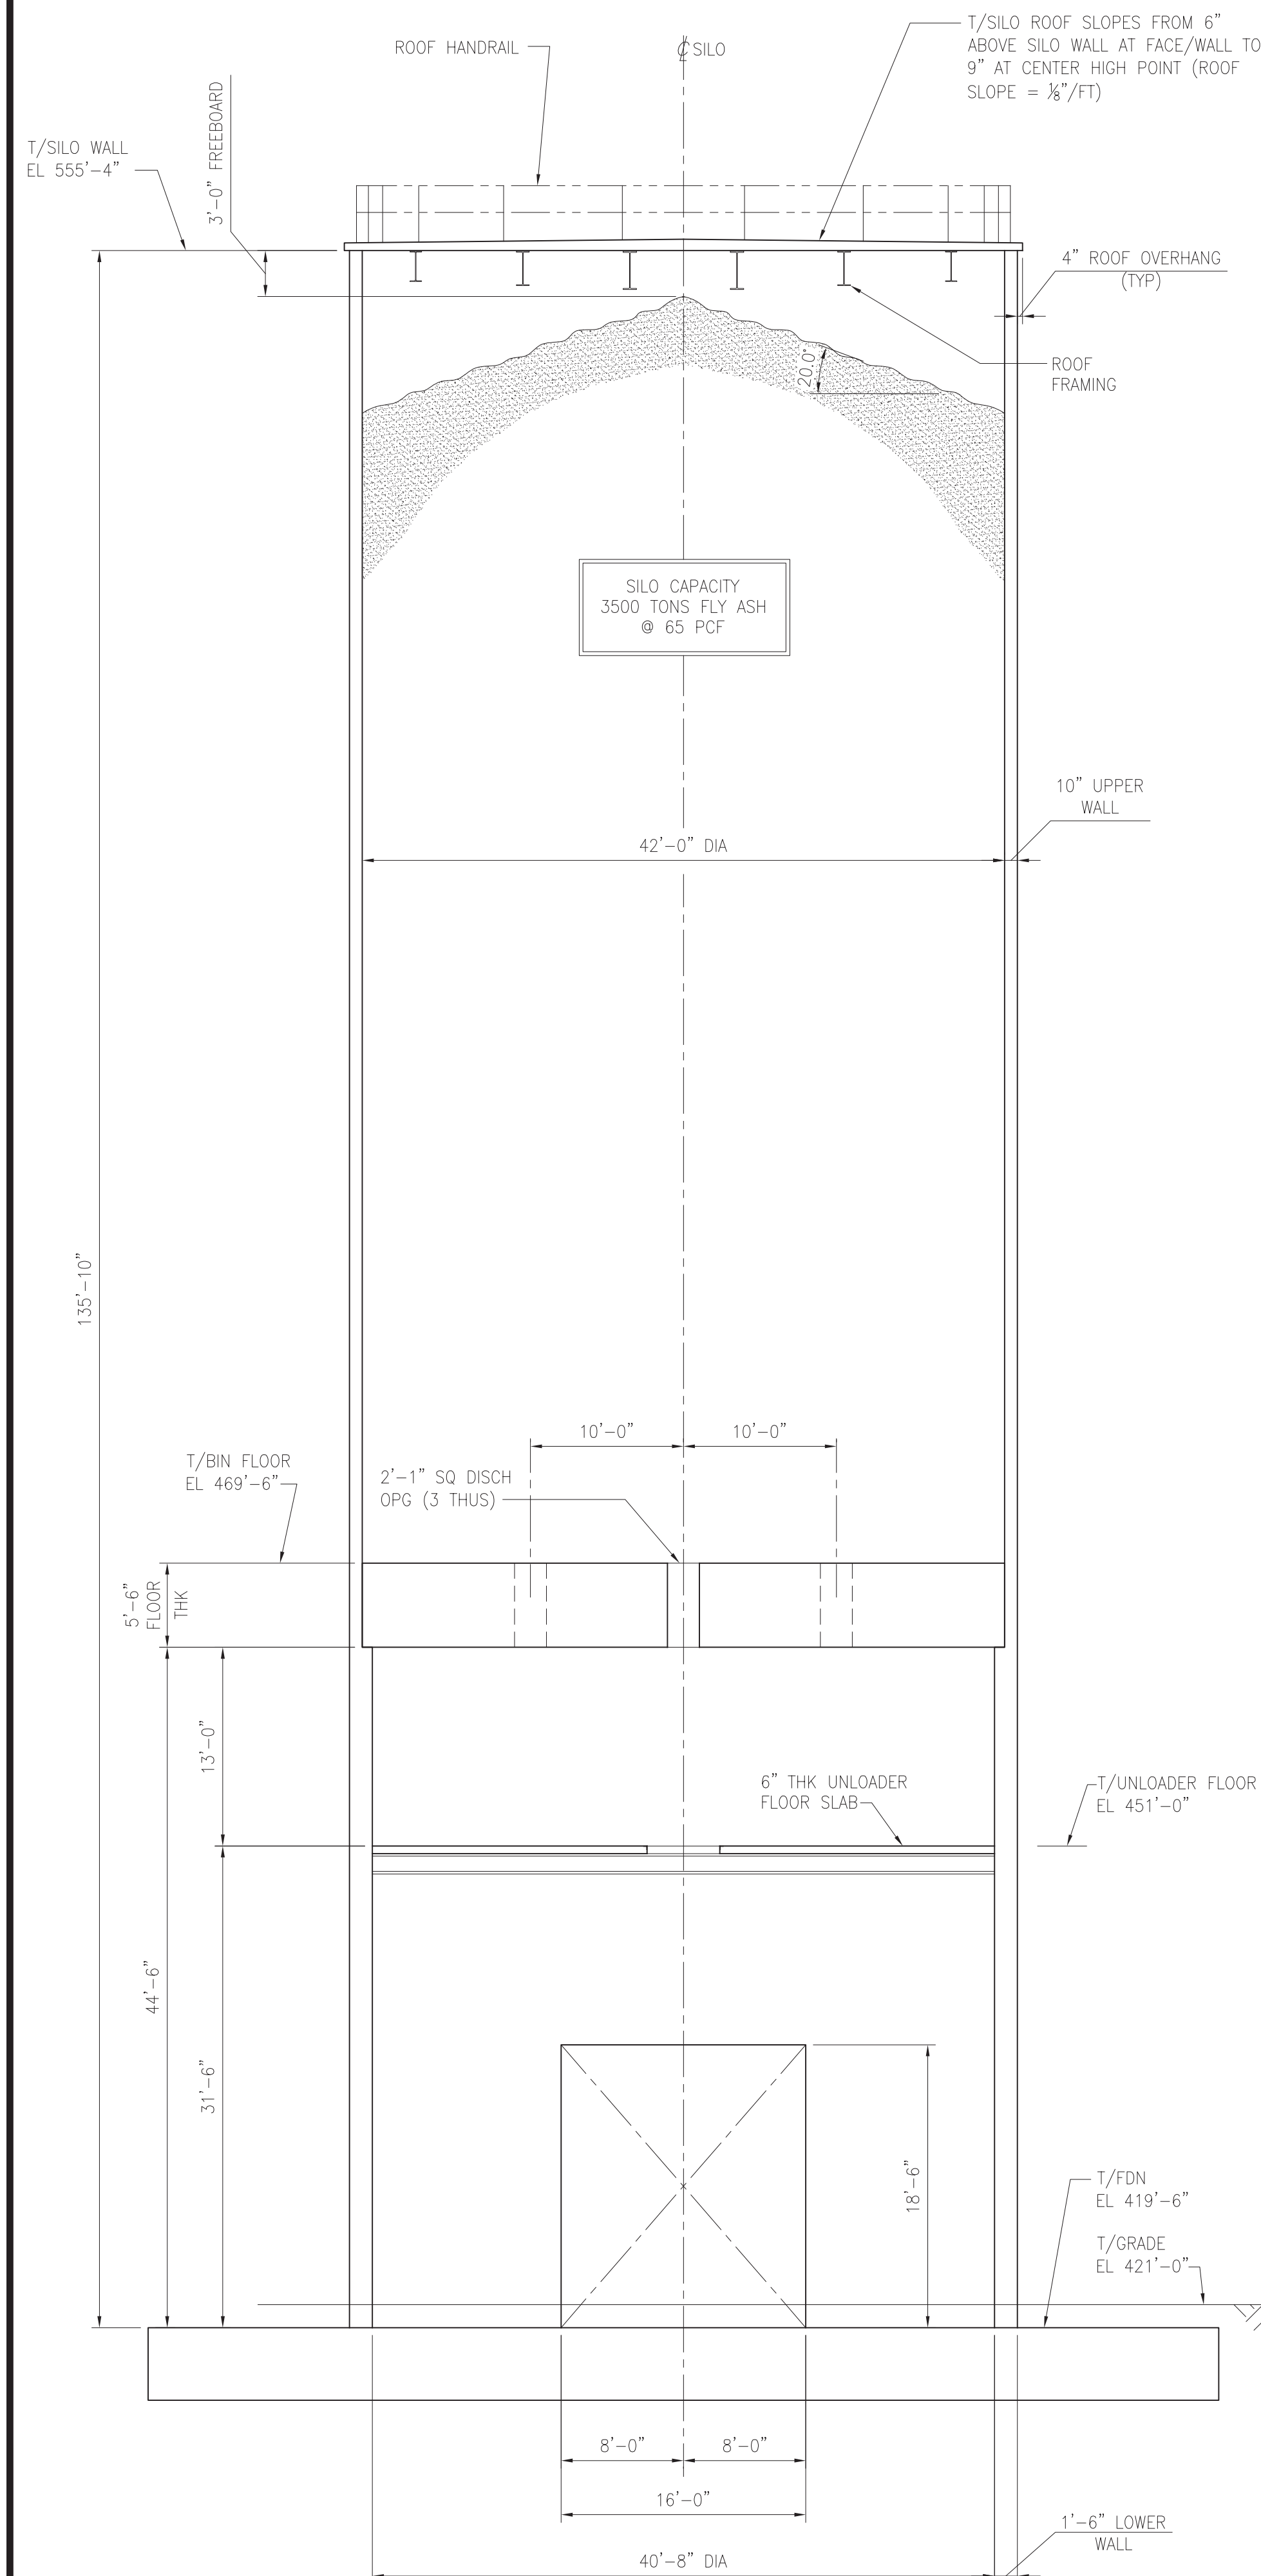 ROOF HANDRAIL
℄ SILO
T/SILO ROOF SLOPES FROM 6”
ABOVE SILO WALL AT FACE/WALL TO
9” AT CENTER HIGH POINT (ROOF
SLOPE = ⅛”/FT)
T/SILO WALL
EL 555’-4”
3’-0” FREEBOARD
4” ROOF OVERHANG
(TYP)
20.0°
ROOF
FRAMING
SILO CAPACITY
3500 TONS FLY ASH
@ 65 PCF
10” UPPER
WALL
42’-0” DIA
135’-10”
10’-0”
10’-0”
T/BIN FLOOR
EL 469’-6”
2’-1” SQ DISCH
OPG (3 THUS)
5’-6”
FLOOR
THK
13’-0”
6” THK UNLOADER
FLOOR SLAB
T/UNLOADER FLOOR
EL 451’-0”
44’-6”
31’-6”
18’-6”
T/FDN
EL 419’-6”
T/GRADE
EL 421’-0”
8’-0”
8’-0”
16’-0”
1’-6” LOWER
WALL
40’-8” DIA